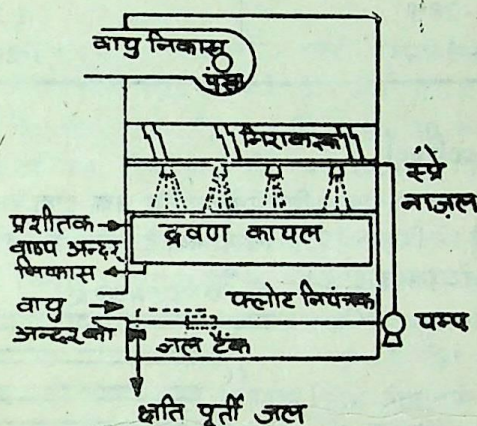 वायु निकास
पंखा
निराकरक
स्प्रे
नाज़ल
प्रशीतक
वाष्प अन्दर
निकास
द्रवण कायल
वायु
अन्दर को
फ्लोट नियंत्रक
पम्प
जल टैंक
क्षति पूर्ती जल